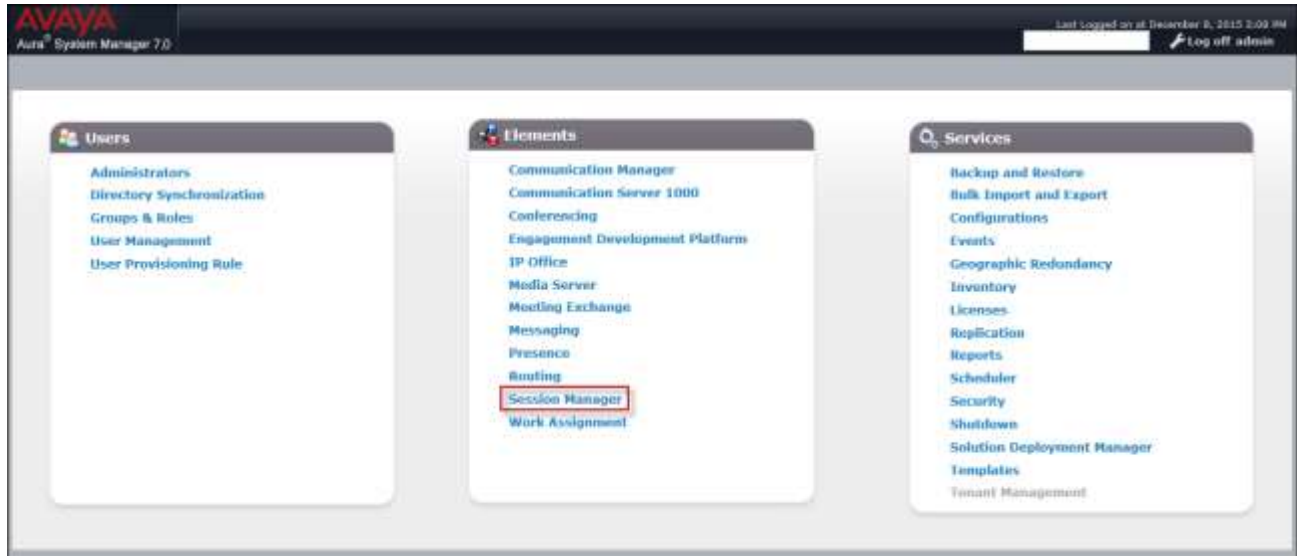 AVAYA
Aura® System Manager 7.0
Last Logged on at December 8, 2015 2:00 PM
Log off admin
Users
Administrators
Directory Synchronization
Groups & Roles
User Management
User Provisioning Rule
Elements
Communication Manager
Communication Server 1000
Conferencing
Engagement Development Platform
IP Office
Media Server
Meeting Exchange
Messaging
Presence
Routing
Session Manager
Work Assignment
Services
Backup and Restore
Bulk Import and Export
Configurations
Events
Geographic Redundancy
Inventory
Licenses
Replication
Reports
Scheduler
Security
Shutdown
Solution Deployment Manager
Templates
Tenant Management